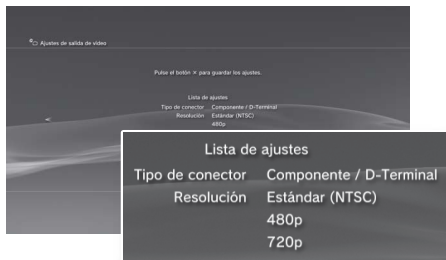 Ajustes de salida de vídeo
Pulse el botón × para guardar los ajustes.
Lista de ajustes
Tipo de conector Componente / D-Terminal
Resolución Estándar (NTSC)
480p
Lista de ajustes
Tipo de conector Componente / D-Terminal
Resolución Estándar (NTSC)
480p
720p